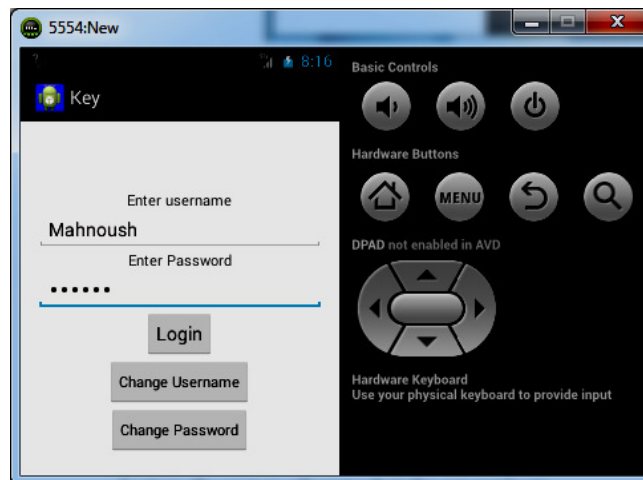 5554:New
8:16
Key
Enter username
Mahnoush
Enter Password
••••••
Login
Change Username
Change Password
Basic Controls
Hardware Buttons
MENU
DPAD not enabled in AVD
Hardware Keyboard
Use your physical keyboard to provide input